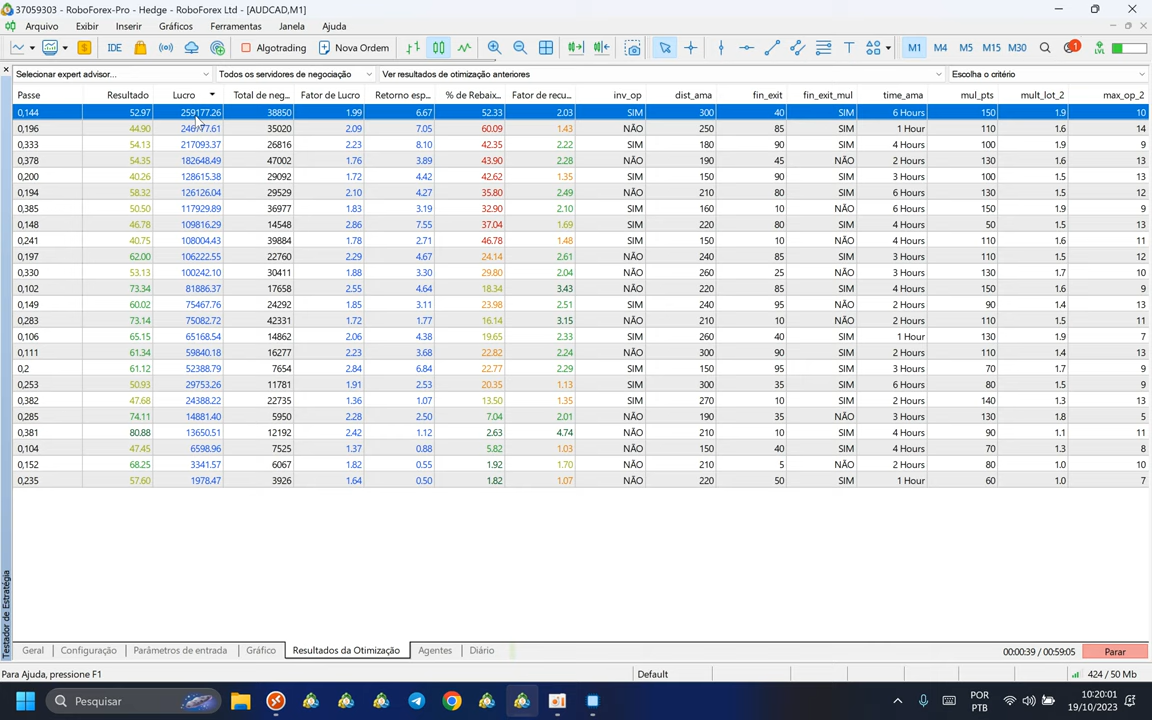 37059303 - RoboForex-Pro - Hedge - RoboForex Ltd - [AUDCAD,M1]
Arquivo Exibir Inserir Gráficos Ferramentas Janela Ajuda
IDE Algotrading Nova Ordem M1 M4 M5 M15 M30 1 LVL
Selecionar expert advisor... Todos os servidores de negociação Ver resultados de otimização anteriores Escolha o critério
Passe Resultado Lucro Total de neg... Fator de Lucro Retorno esp... % de Rebaix... Fator de recu... inv_op dist_ama fin_exit fin_exit_mul time_ama mul_pts mult_lot_2 max_op_2
0,144 52.97 259177.26 38850 1.99 6.67 52.33 2.03 SIM 300 40 SIM 6 Hours 150 1.9 10
0,196 44.90 35020 2.09 7.05 60.09 1.43 NÃO 250 85 SIM 1 Hour 110 1.6 14
0,333 54.13 217093.37 26816 2.23 8.10 42.35 2.22 SIM 180 90 SIM 4 Hours 100 1.9 9
0,378 54.35 182648.49 47002 1.76 3.89 43.90 2.28 NÃO 190 45 NÃO 2 Hours 130 1.6 13
0,200 40.26 128615.38 29092 1.72 4.42 42.62 1.35 SIM 150 90 SIM 3 Hours 100 1.5 13
0,194 58.32 126126.04 29529 2.10 4.27 35.80 2.49 NÃO 210 80 SIM 6 Hours 130 1.5 12
0,385 50.50 117929.89 36977 1.83 3.19 32.90 2.10 SIM 160 10 NÃO 6 Hours 150 1.9 9
0,148 46.78 109816.29 14548 2.86 7.55 37.04 1.69 SIM 220 80 SIM 4 Hours 50 1.5 13
0,241 40.75 108004.43 39884 1.78 2.71 46.78 1.48 SIM 150 10 NÃO 4 Hours 110 1.6 11
0,197 62.00 106222.55 22760 2.29 4.67 24.14 2.61 NÃO 240 85 SIM 3 Hours 110 1.5 12
0,330 53.13 100242.10 30411 1.88 3.30 29.80 2.04 NÃO 260 25 NÃO 3 Hours 130 1.7 10
0,102 73.34 81886.37 17658 2.55 4.64 18.34 3.43 NÃO 220 85 SIM 4 Hours 150 1.6 9
0,149 60.02 75467.76 24292 1.85 3.11 23.98 2.51 SIM 240 95 NÃO 2 Hours 90 1.4 13
0,283 73.14 75082.72 42331 1.72 1.77 16.14 3.15 NÃO 210 10 NÃO 2 Hours 110 1.5 11
0,106 65.15 65168.54 14862 2.06 4.38 19.65 2.33 SIM 260 40 SIM 1 Hour 130 1.9 7
0,111 61.34 59840.18 16277 2.23 3.68 22.82 2.24 NÃO 300 90 SIM 2 Hours 110 1.4 13
0,2 61.12 52388.79 7654 2.84 6.84 22.77 2.29 SIM 150 95 SIM 3 Hours 70 1.7 9
0,253 50.93 29753.26 11781 1.91 2.53 20.35 1.13 SIM 300 35 SIM 6 Hours 80 1.5 9
0,382 47.68 24388.22 22735 1.36 1.07 13.50 1.35 SIM 270 10 SIM 2 Hours 140 1.3 13
0,285 74.11 14881.40 5950 2.28 2.50 7.04 2.01 NÃO 190 35 NÃO 3 Hours 130 1.8 5
0,381 80.88 13650.51 12192 2.42 1.12 2.63 4.74 NÃO 210 10 SIM 4 Hours 90 1.1 11
0,104 47.45 6598.96 7525 1.37 0.88 5.82 1.03 NÃO 150 40 SIM 4 Hours 70 1.3 8
0,152 68.25 3341.57 6067 1.82 0.55 1.92 1.70 NÃO 210 5 NÃO 2 Hours 80 1.0 10
0,235 57.60 1978.47 3926 1.64 0.50 1.82 1.07 NÃO 220 50 SIM 1 Hour 60 1.0 7
Testador de Estratégia
Geral Configuração Parâmetros de entrada Gráfico Resultados da Otimização Agentes Diário 00:00:39 / 00:59:05 Parar
Para Ajuda, pressione F1 Default 424 / 50 Mb
Pesquisar POR 10:20:01
PTB 19/10/2023